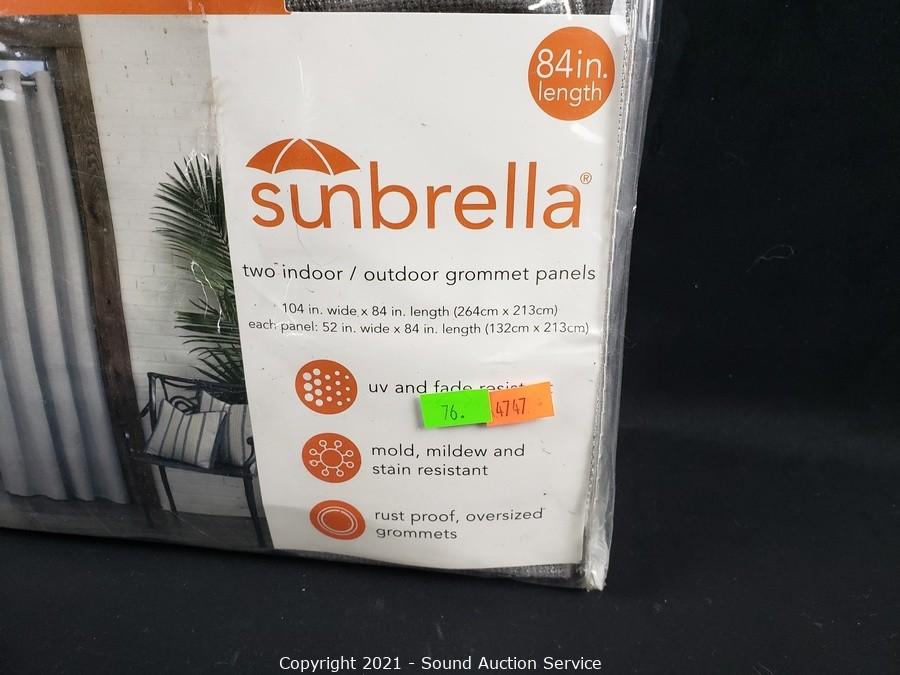 84in.
length
sunbrella®
two indoor / outdoor grommet panels
104 in. wide x 84 in. length (264cm x 213cm)
each panel: 52 in. wide x 84 in. length (132cm x 213cm)
uv and fade
76.
4747
mold, mildew and
stain resistant
rust proof, oversized
grommets
Copyright 2021 - Sound Auction Service